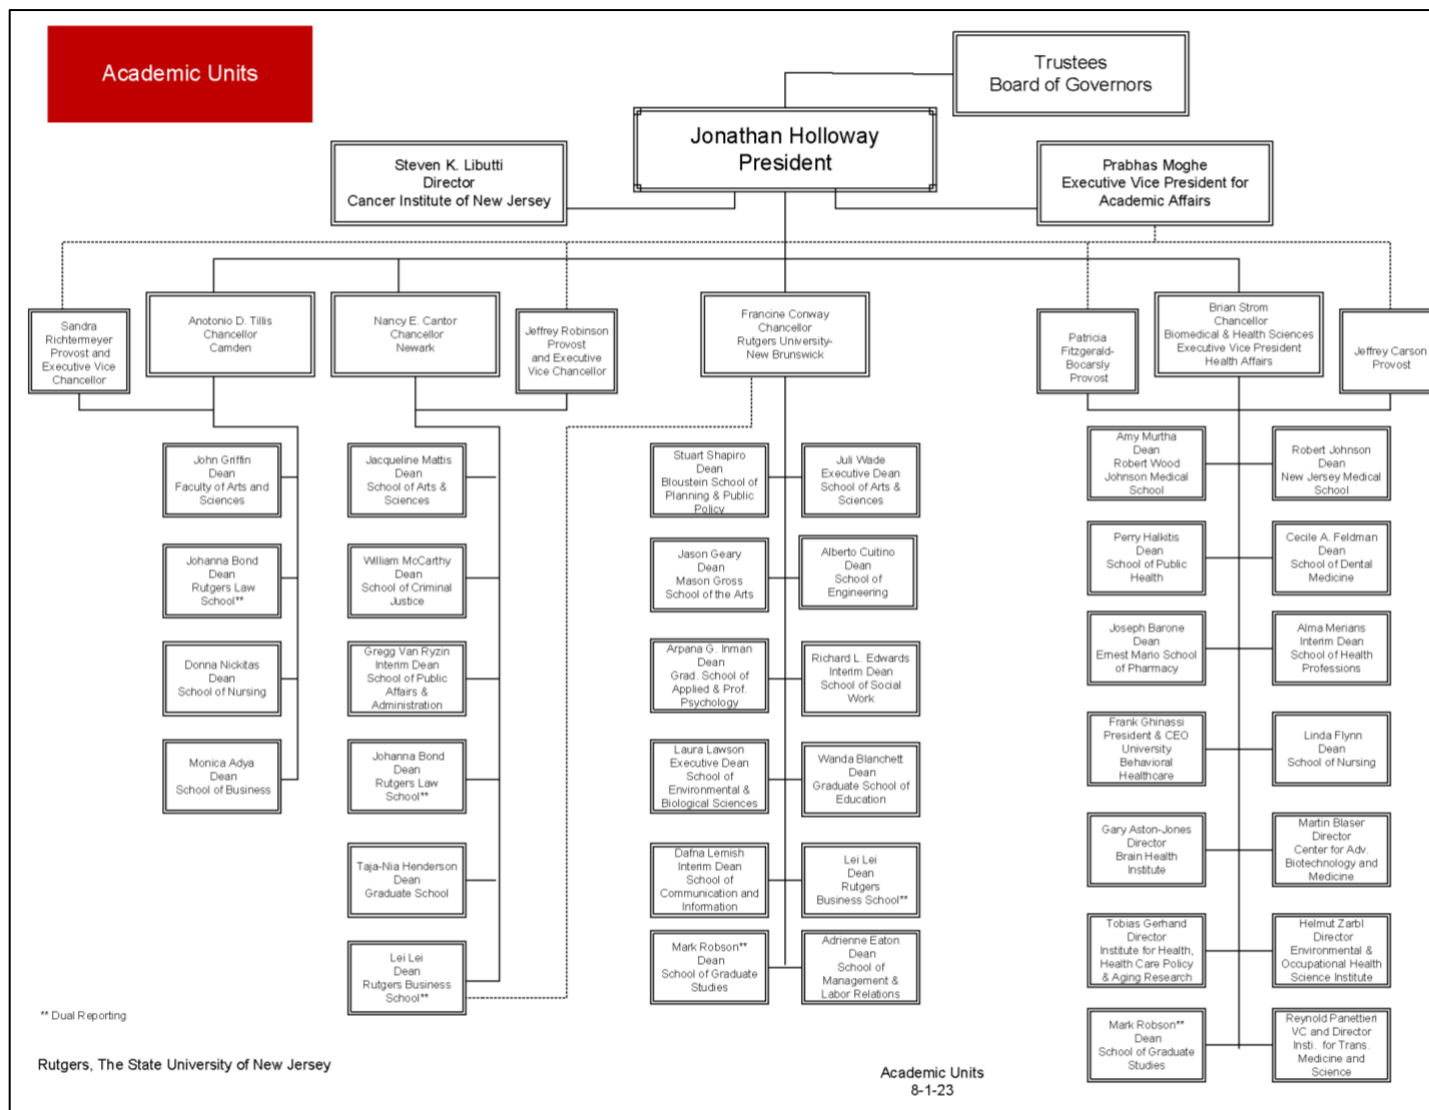 Academic Units
Trustees
Board of Governors
Jonathan Holloway
President
Steven K. Libutti
Director
Cancer Institute of New Jersey
Prabhas Moghe
Executive Vice President for
Academic Affairs
Sandra
Richtermeyer
Provost and
Executive Vice
Chancellor
Anotonio D. Tillis
Chancellor
Camden
Nancy E. Cantor
Chancellor
Newark
Jeffrey Robinson
Provost
and Executive
Vice Chancellor
Francine Conway
Chancellor
Rutgers University-
New Brunswick
Patricia
Fitzgerald-
Bocarsly
Provost
Brian Strom
Chancellor
Biomedical & Health Sciences
Executive Vice President
Health Affairs
Jeffrey Carson
Provost
John Griffin
Dean
Faculty of Arts and
Sciences
Johanna Bond
Dean
Rutgers Law
School**
Donna Nickitas
Dean
School of Nursing
Monica Adya
Dean
School of Business
Jacqueline Mattis
Dean
School of Arts &
Sciences
William McCarthy
Dean
School of Criminal
Justice
Gregg Van Ryzin
Interim Dean
School of Public
Affairs &
Administration
Johanna Bond
Dean
Rutgers Law
School**
Taja-Nia Henderson
Dean
Graduate School
Lei Lei
Dean
Rutgers Business
School**
Stuart Shapiro
Dean
Bloustein School of
Planning & Public
Policy
Juli Wade
Executive Dean
School of Arts &
Sciences
Jason Geary
Dean
Mason Gross
School of the Arts
Alberto Cuitino
Dean
School of
Engineering
Arpana G. Inman
Dean
Grad. School of
Applied & Prof.
Psychology
Richard L. Edwards
Interim Dean
School of Social
Work
Laura Lawson
Executive Dean
School of
Environmental &
Biological Sciences
Wanda Blanchett
Dean
Graduate School of
Education
Dafna Lemish
Interim Dean
School of
Communication and
Information
Lei Lei
Dean
Rutgers
Business School**
Mark Robson**
Dean
School of Graduate
Studies
Adrienne Eaton
Dean
School of
Management &
Labor Relations
Amy Murtha
Dean
Robert Wood
Johnson Medical
School
Robert Johnson
Dean
New Jersey Medical
School
Perry Halkitis
Dean
School of Public
Health
Cecile A. Feldman
Dean
School of Dental
Medicine
Joseph Barone
Dean
Ernest Mario School
of Pharmacy
Alma Merians
Interim Dean
School of Health
Professions
Frank Ghinassi
President & CEO
University
Behavioral
Healthcare
Linda Flynn
Dean
School of Nursing
Gary Aston-Jones
Director
Brain Health
Institute
Martin Blaser
Director
Center for Adv.
Biotechnology and
Medicine
Tobias Gerhand
Director
Institute for Health,
Health Care Policy
& Aging Research
Helmut Zarbl
Director
Environmental &
Occupational Health
Science Institute
Mark Robson**
Dean
School of Graduate
Studies
Reynold Panettieri
VC and Director
Insti. for Trans.
Medicine and
Science
** Dual Reporting
Rutgers, The State University of New Jersey
Academic Units
8-1-23